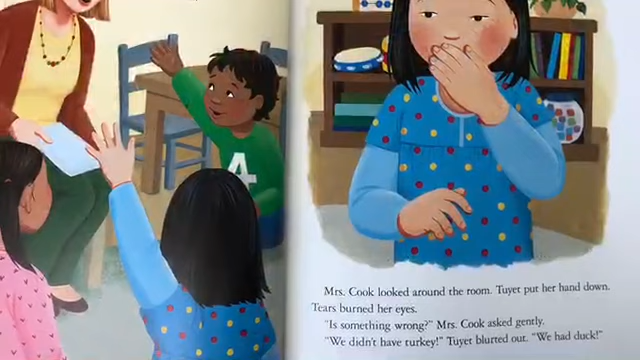 4
Mrs. Cook looked around the room. Tuyet put her hand down.
Tears burned her eyes.
"Is something wrong?" Mrs. Cook asked gently.
"We didn't have turkey!" Tuyet blurted out. "We had duck!"